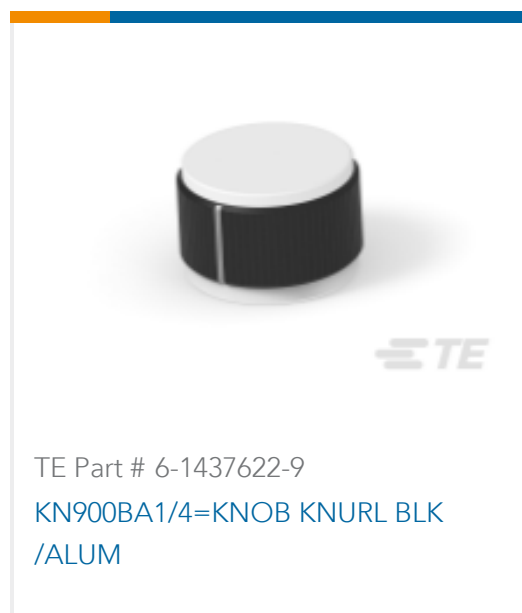 TE
TE Part # 6-1437622-9
KN900BA1/4=KNOB KNURL BLK
/ALUM